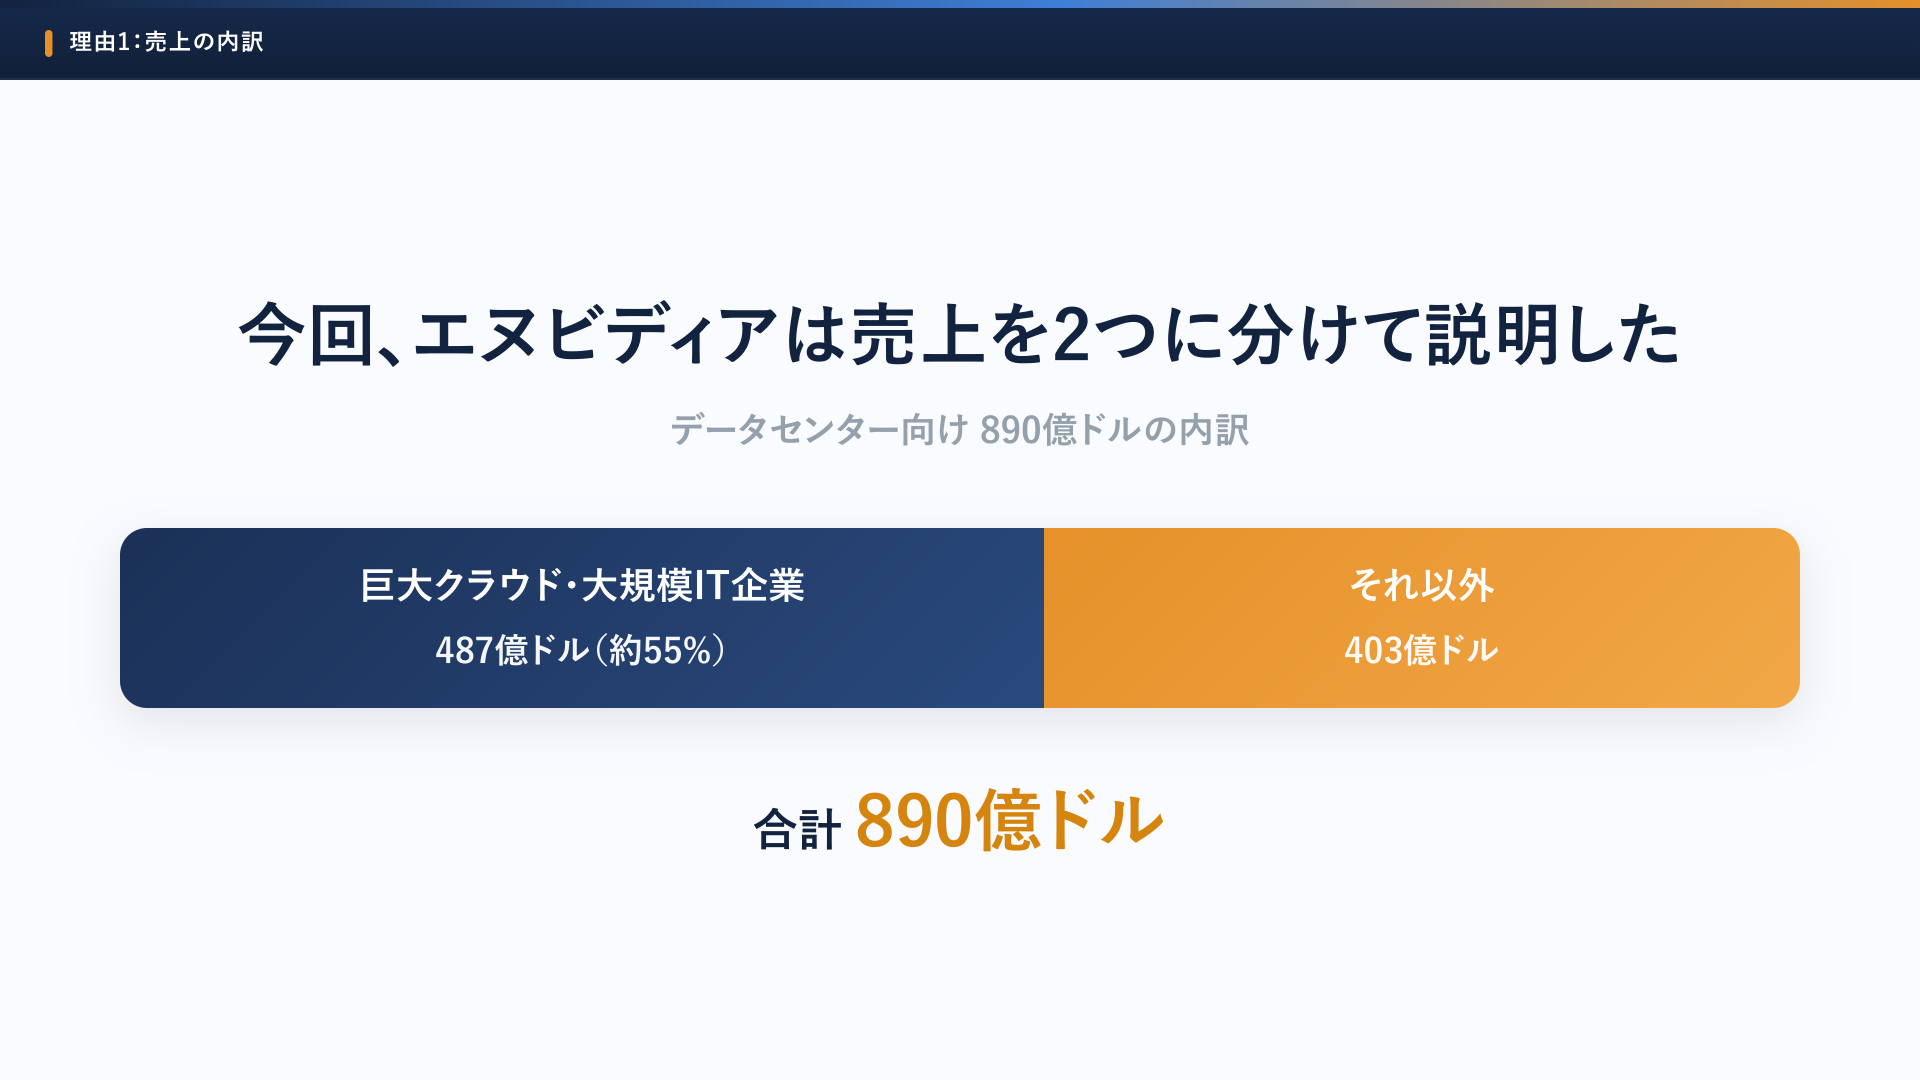 理由1：売上の内訳
今回、エヌビディアは売上を2つに分けて説明した
データセンター向け 890億ドルの内訳
巨大クラウド・大規模IT企業
487億ドル（約55%）
それ以外
403億ドル
合計 890億ドル